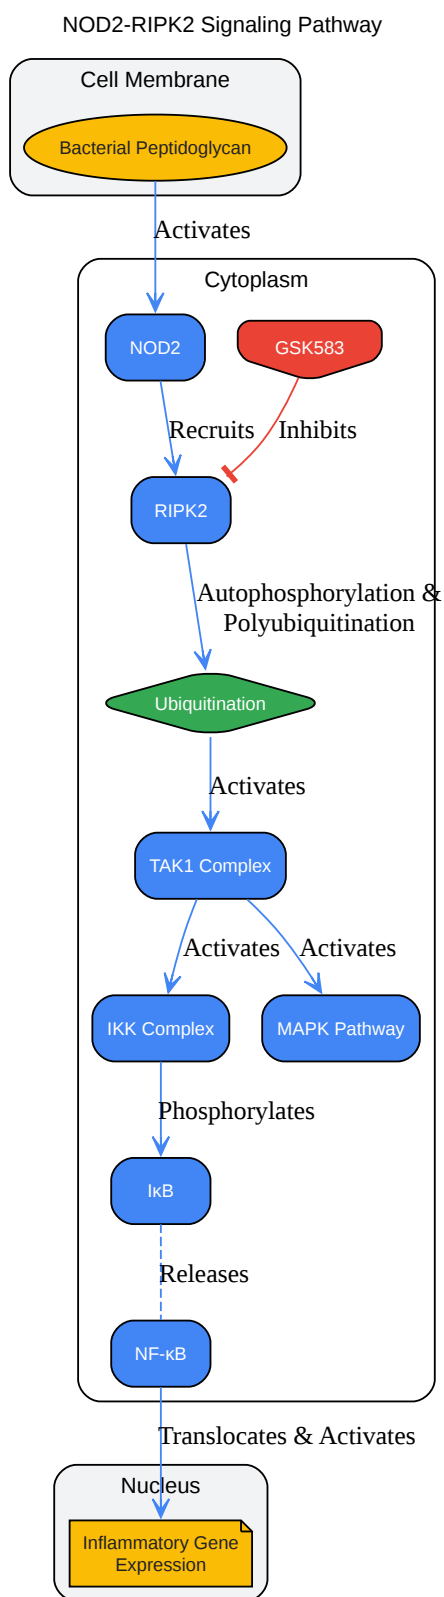 NOD2-RIPK2 Signaling Pathway
Cell Membrane
Bacterial Peptidoglycan
Activates
Cytoplasm
NOD2
GSK583
Recruits
Inhibits
RIPK2
Autophosphorylation &
Polyubiquitination
Ubiquitination
Activates
TAK1 Complex
Activates
Activates
IKK Complex
MAPK Pathway
Phosphorylates
IκB
Releases
NF-κB
Translocates & Activates
Nucleus
Inflammatory Gene
Expression